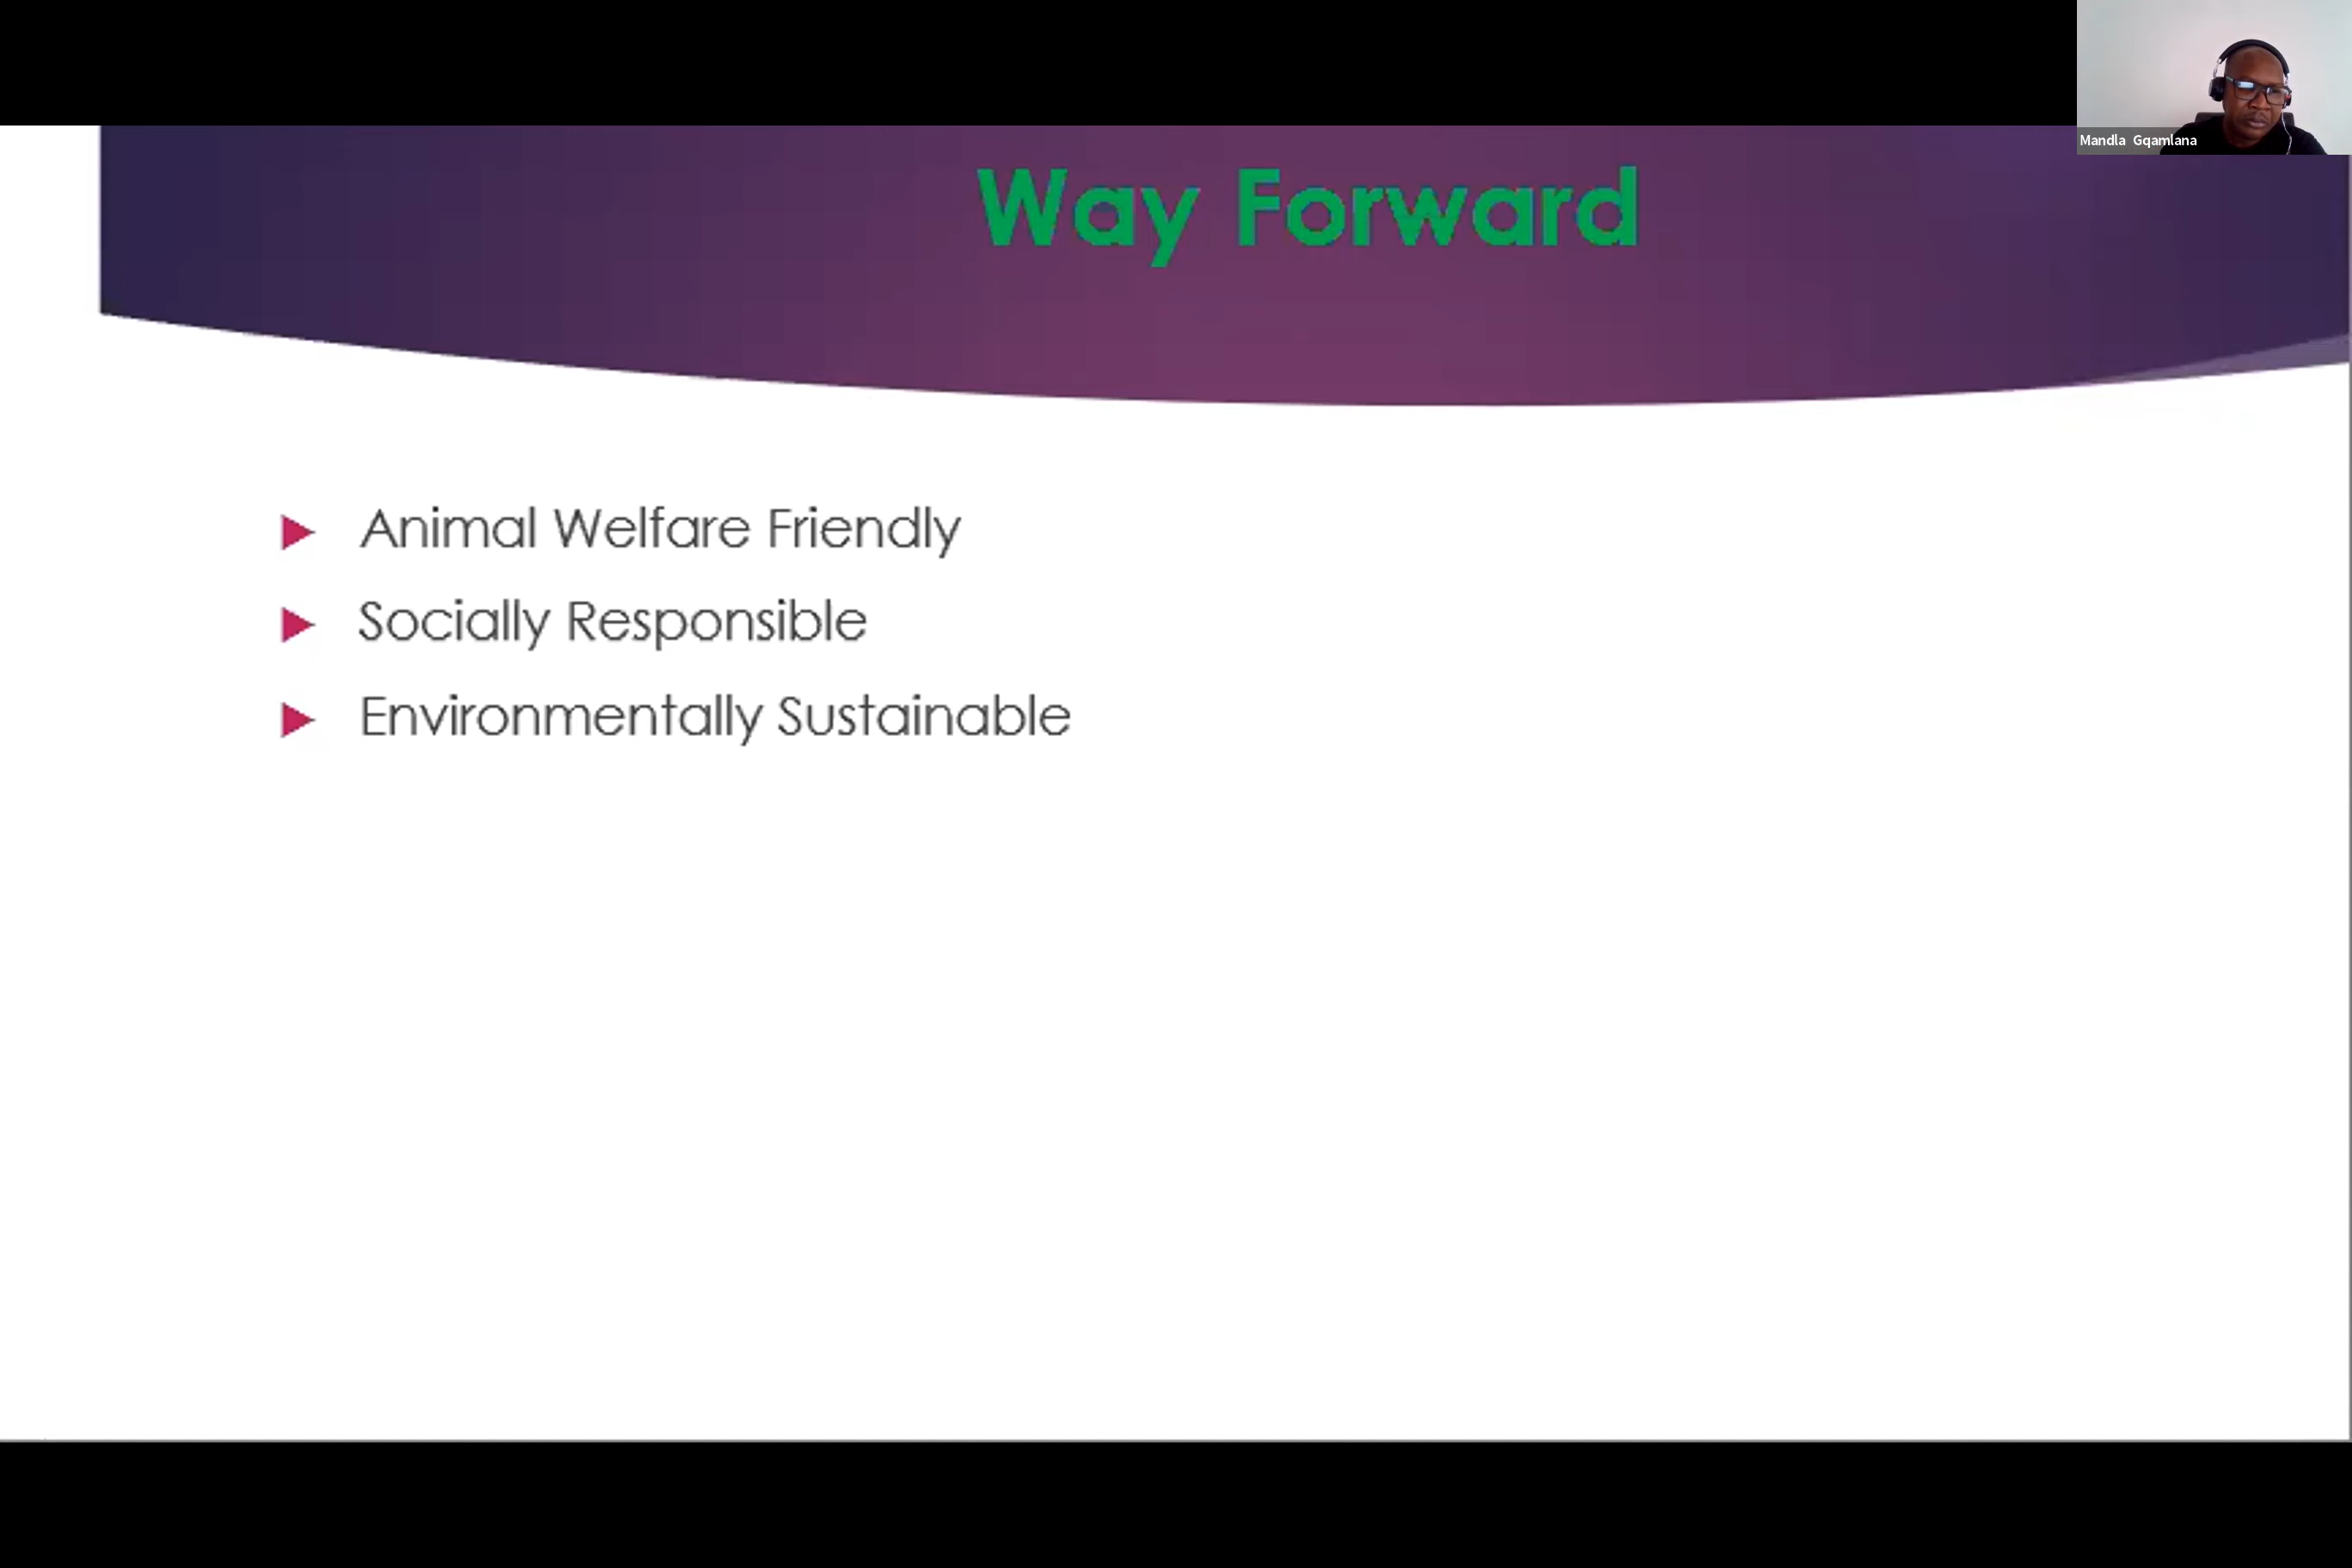 Mandla Gqamlana
Way Forward
Animal Welfare Friendly
Socially Responsible
Environmentally Sustainable